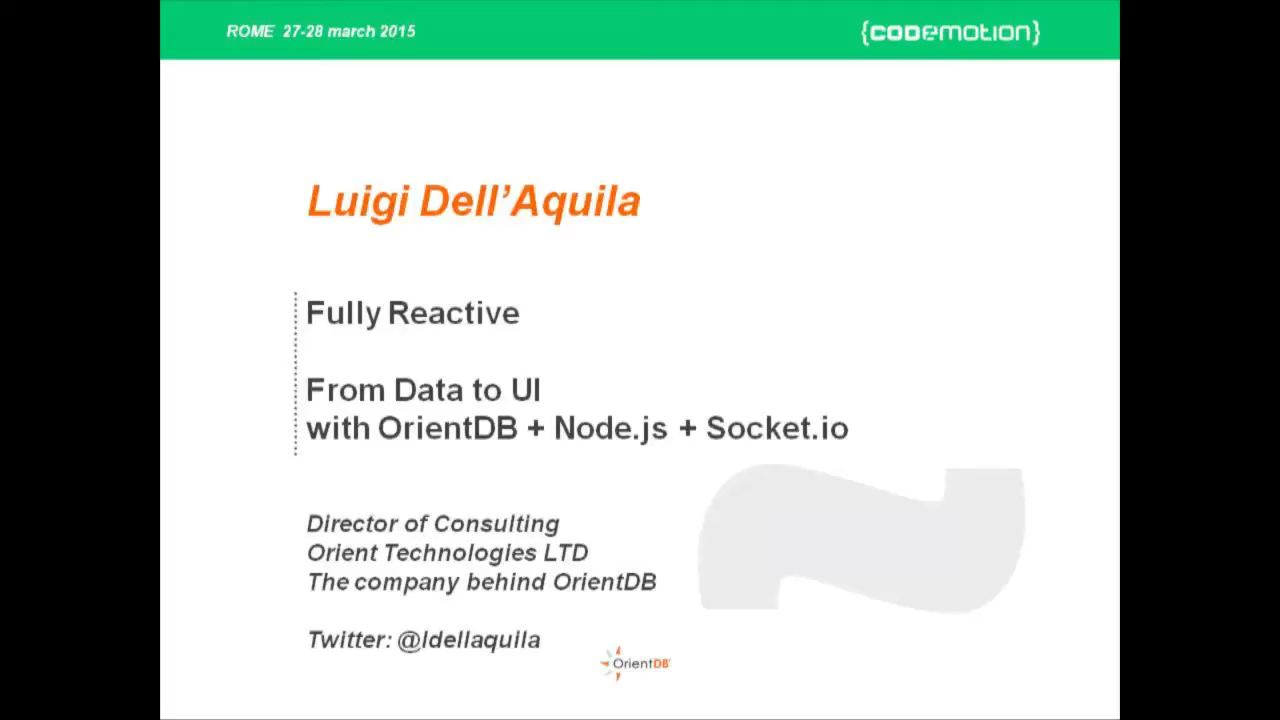 ROME 27-28 march 2015
{CODEmotion}
Luigi Dell'Aquila
Fully Reactive
From Data to UI
with OrientDB + Node.js + Socket.io
Director of Consulting
Orient Technologies LTD
The company behind OrientDB
Twitter: @ldellaquila
OrientDB